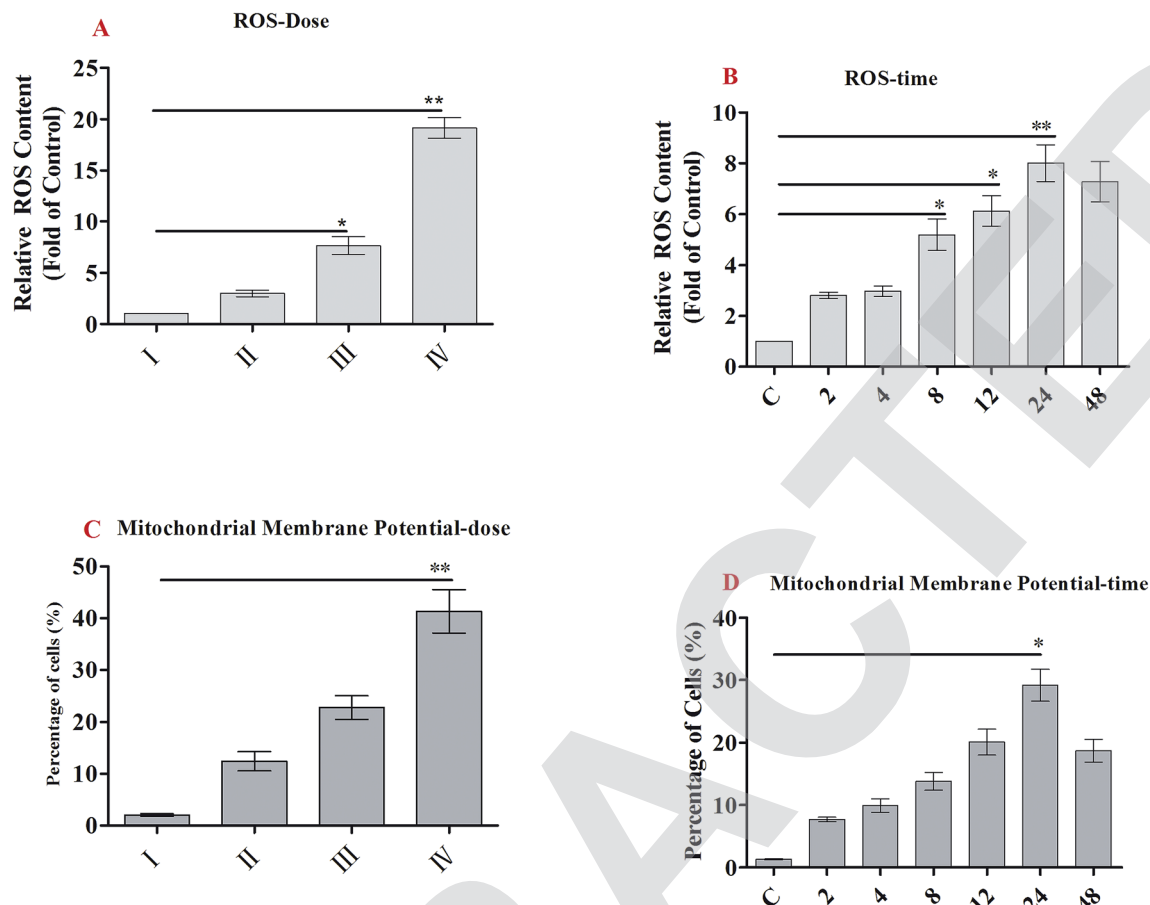 A
ROS-Dose
Relative ROS Content
(Fold of Control)
25
20
15
10
5
0
**
*
I
II
III
IV
B
ROS-time
Relative ROS Content
(Fold of Control)
10
8
6
4
2
0
**
*
*
C
2
4
8
12
24
48
C
Mitochondrial Membrane Potential-dose
Percentage of cells (%)
50
40
30
20
10
0
**
I
II
III
IV
D
Mitochondrial Membrane Potential-time
Percentage of Cells (%)
40
30
20
10
0
*
C
2
4
8
12
24
48